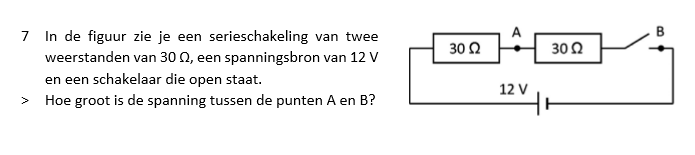 7 In de figuur zie je een serieschakeling van twee
weerstanden van 30 Ω, een spanningsbron van 12 V
en een schakelaar die open staat.
> Hoe groot is de spanning tussen de punten A en B?
A
B
30 Ω
30 Ω
12 V